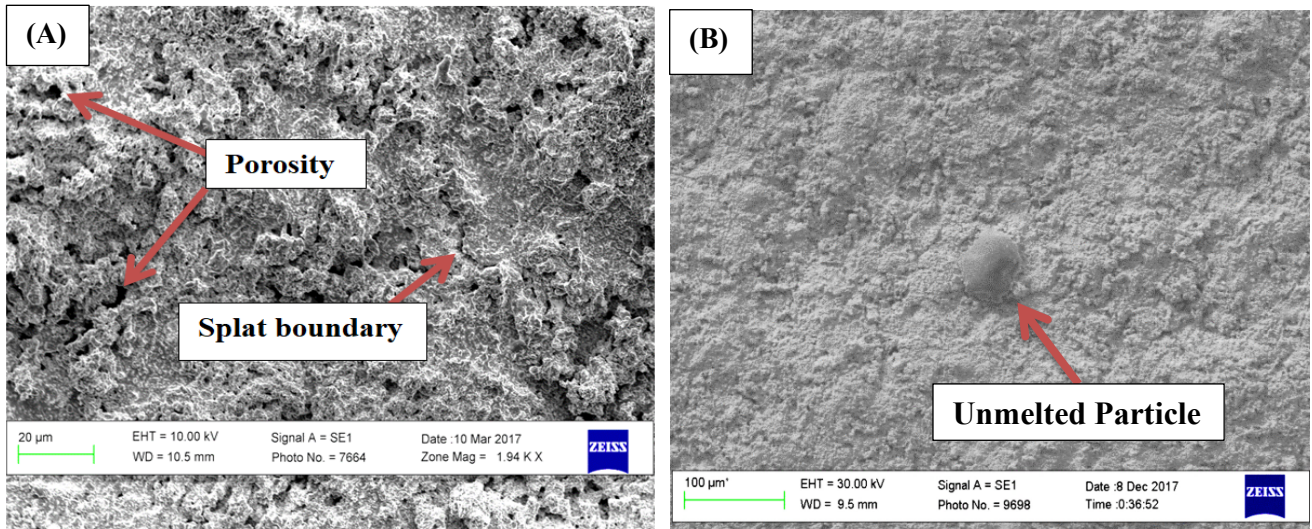 (A)
Porosity
Splat boundary
20 µm
EHT = 10.00 kV
Signal A = SE1
Date :10 Mar 2017
WD = 10.5 mm
Photo No. = 7664
Zone Mag = 1.94 K X
ZEISS
(B)
Unmelted Particle
100 µm*
EHT = 30.00 kV
Signal A = SE1
Date :8 Dec 2017
WD = 9.5 mm
Photo No. = 9698
Time :0:36:52
ZEISS